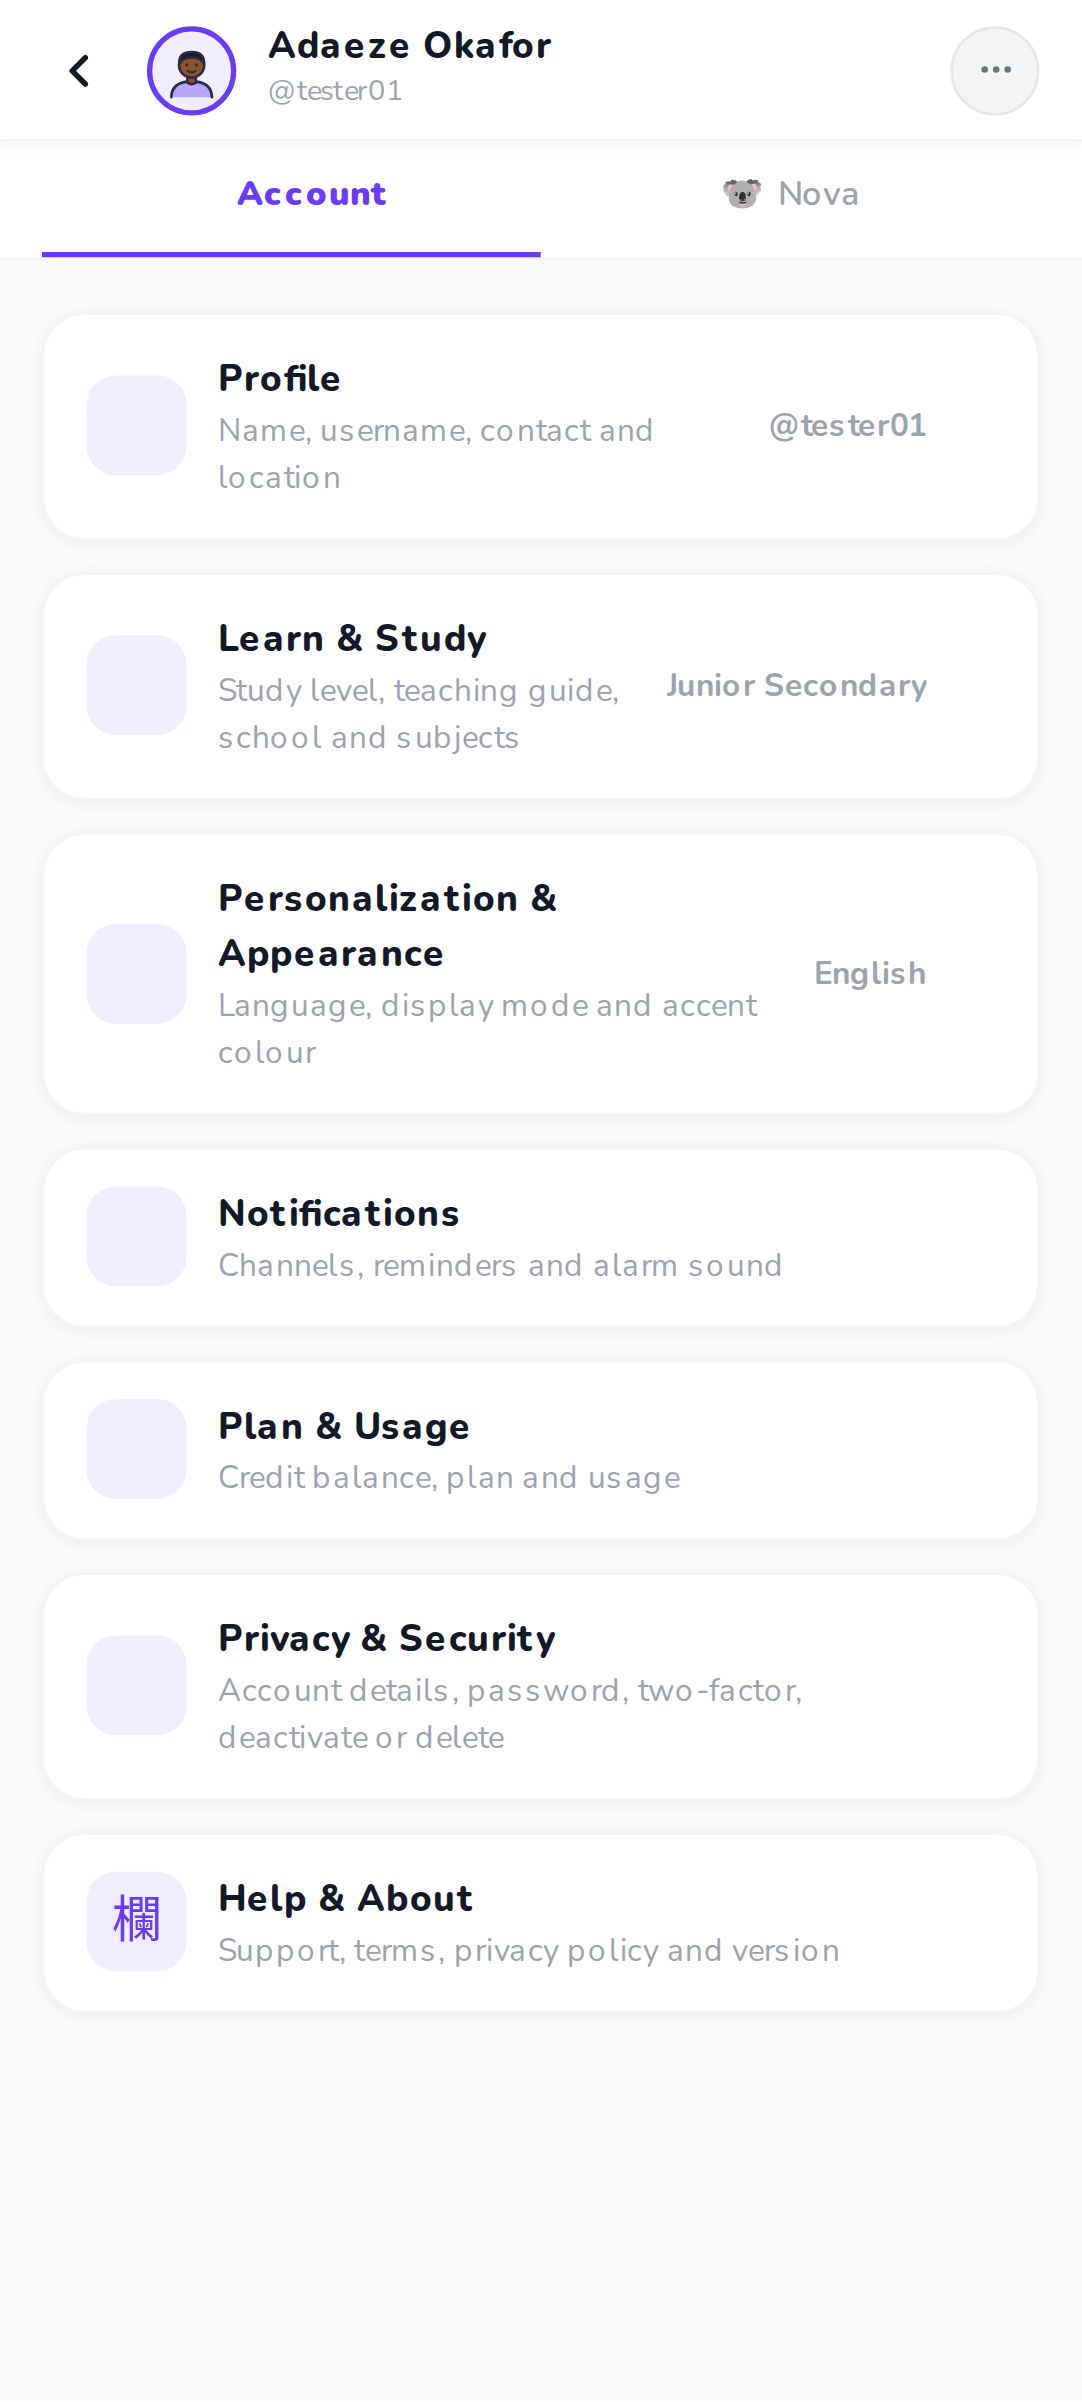 Adaeze Okafor
@tester01
Account
Nova
Profile
Name, username, contact and
location
@tester01
Learn & Study
Study level, teaching guide,
school and subjects
Junior Secondary
Personalization &
Appearance
Language, display mode and accent
colour
English
Notifications
Channels, reminders and alarm sound
Plan & Usage
Credit balance, plan and usage
Privacy & Security
Account details, password, two-factor,
deactivate or delete
欄
Help & About
Support, terms, privacy policy and version